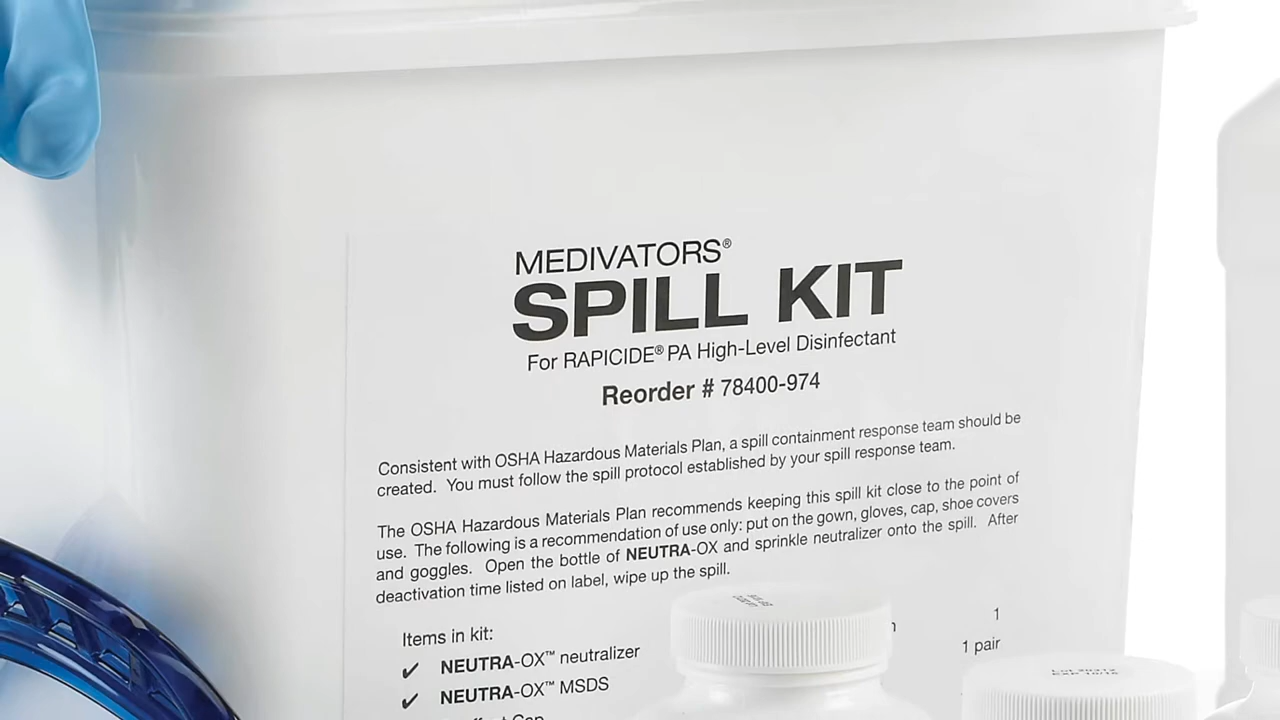 MEDIVATORS®
SPILL KIT
For RAPICIDE® PA High-Level Disinfectant
Reorder # 78400-974
Consistent with OSHA Hazardous Materials Plan, a spill containment response team should be
created. You must follow the spill protocol established by your spill response team.
The OSHA Hazardous Materials Plan recommends keeping this spill kit close to the point of
use. The following is a recommendation of use only: put on the gown, gloves, cap, shoe covers
and goggles. Open the bottle of NEUTRA-OX and sprinkle neutralizer onto the spill. After
deactivation time listed on label, wipe up the spill.
Items in kit:
1
✓ NEUTRA-OX™ neutralizer
1 pair
✓ NEUTRA-OX™ MSDS
Cap
EXP 10/16